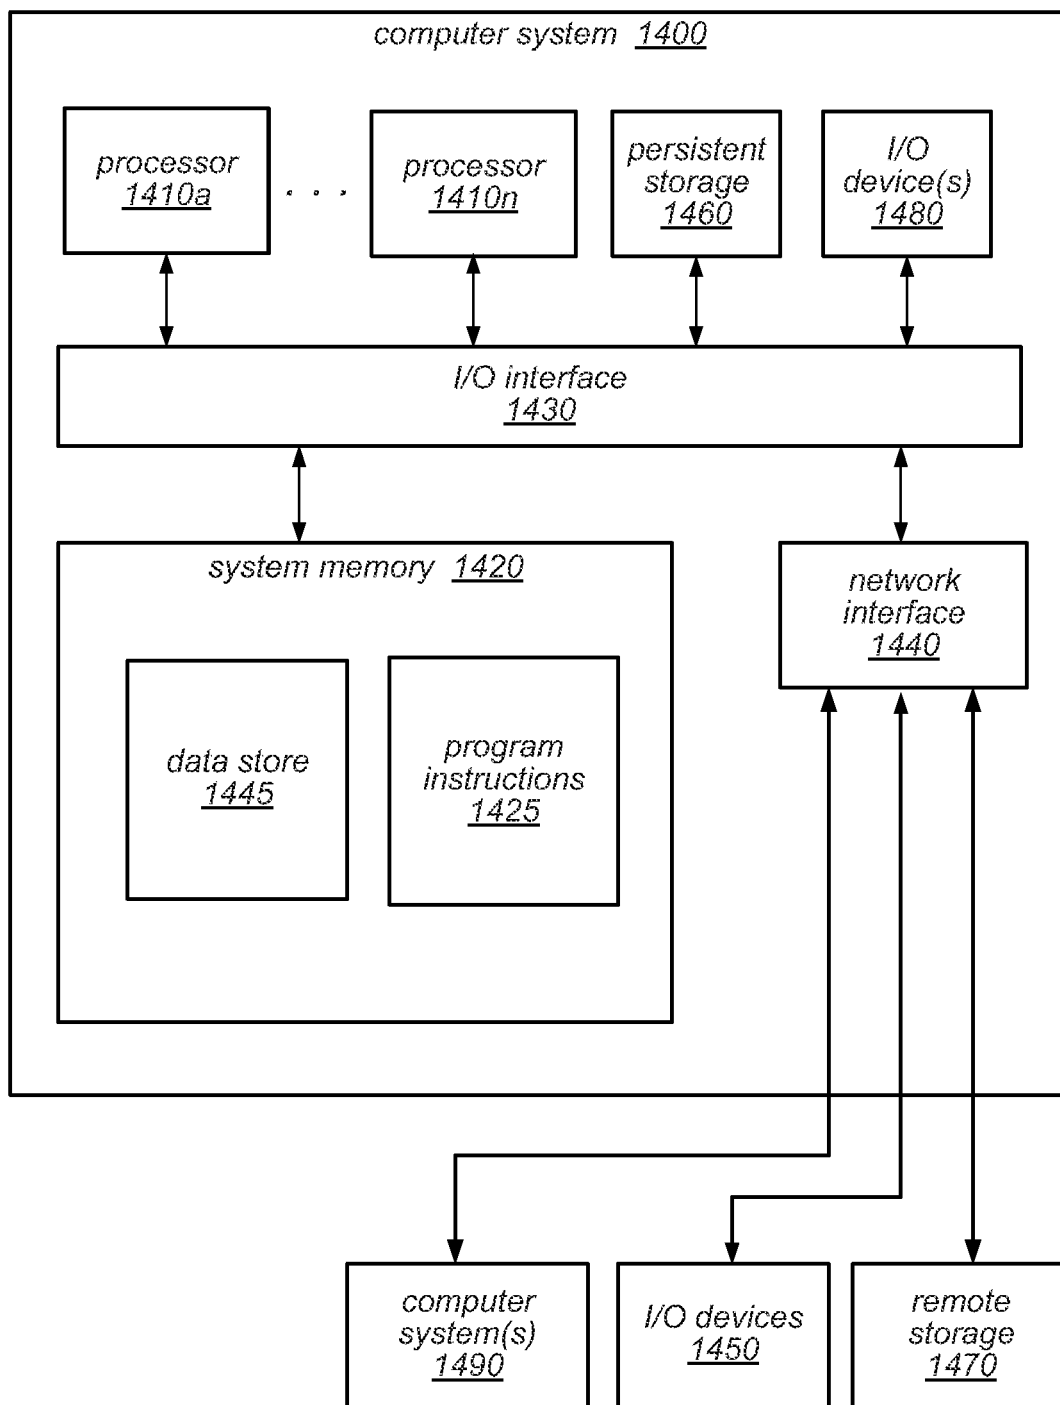 computer system 1400
processor
1410a
. . .
processor
1410n
persistent
storage
1460
I/O
device(s)
1480
I/O interface
1430
system memory 1420
data store
1445
program
instructions
1425
network
interface
1440
computer
system(s)
1490
I/O devices
1450
remote
storage
1470